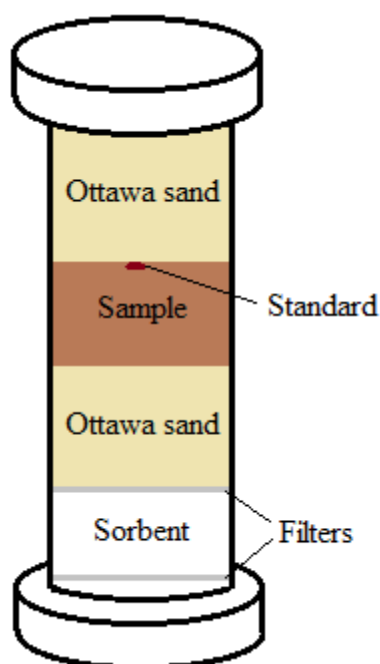 Ottawa sand
Standard
Sample
Ottawa sand
Sorbent
Filters